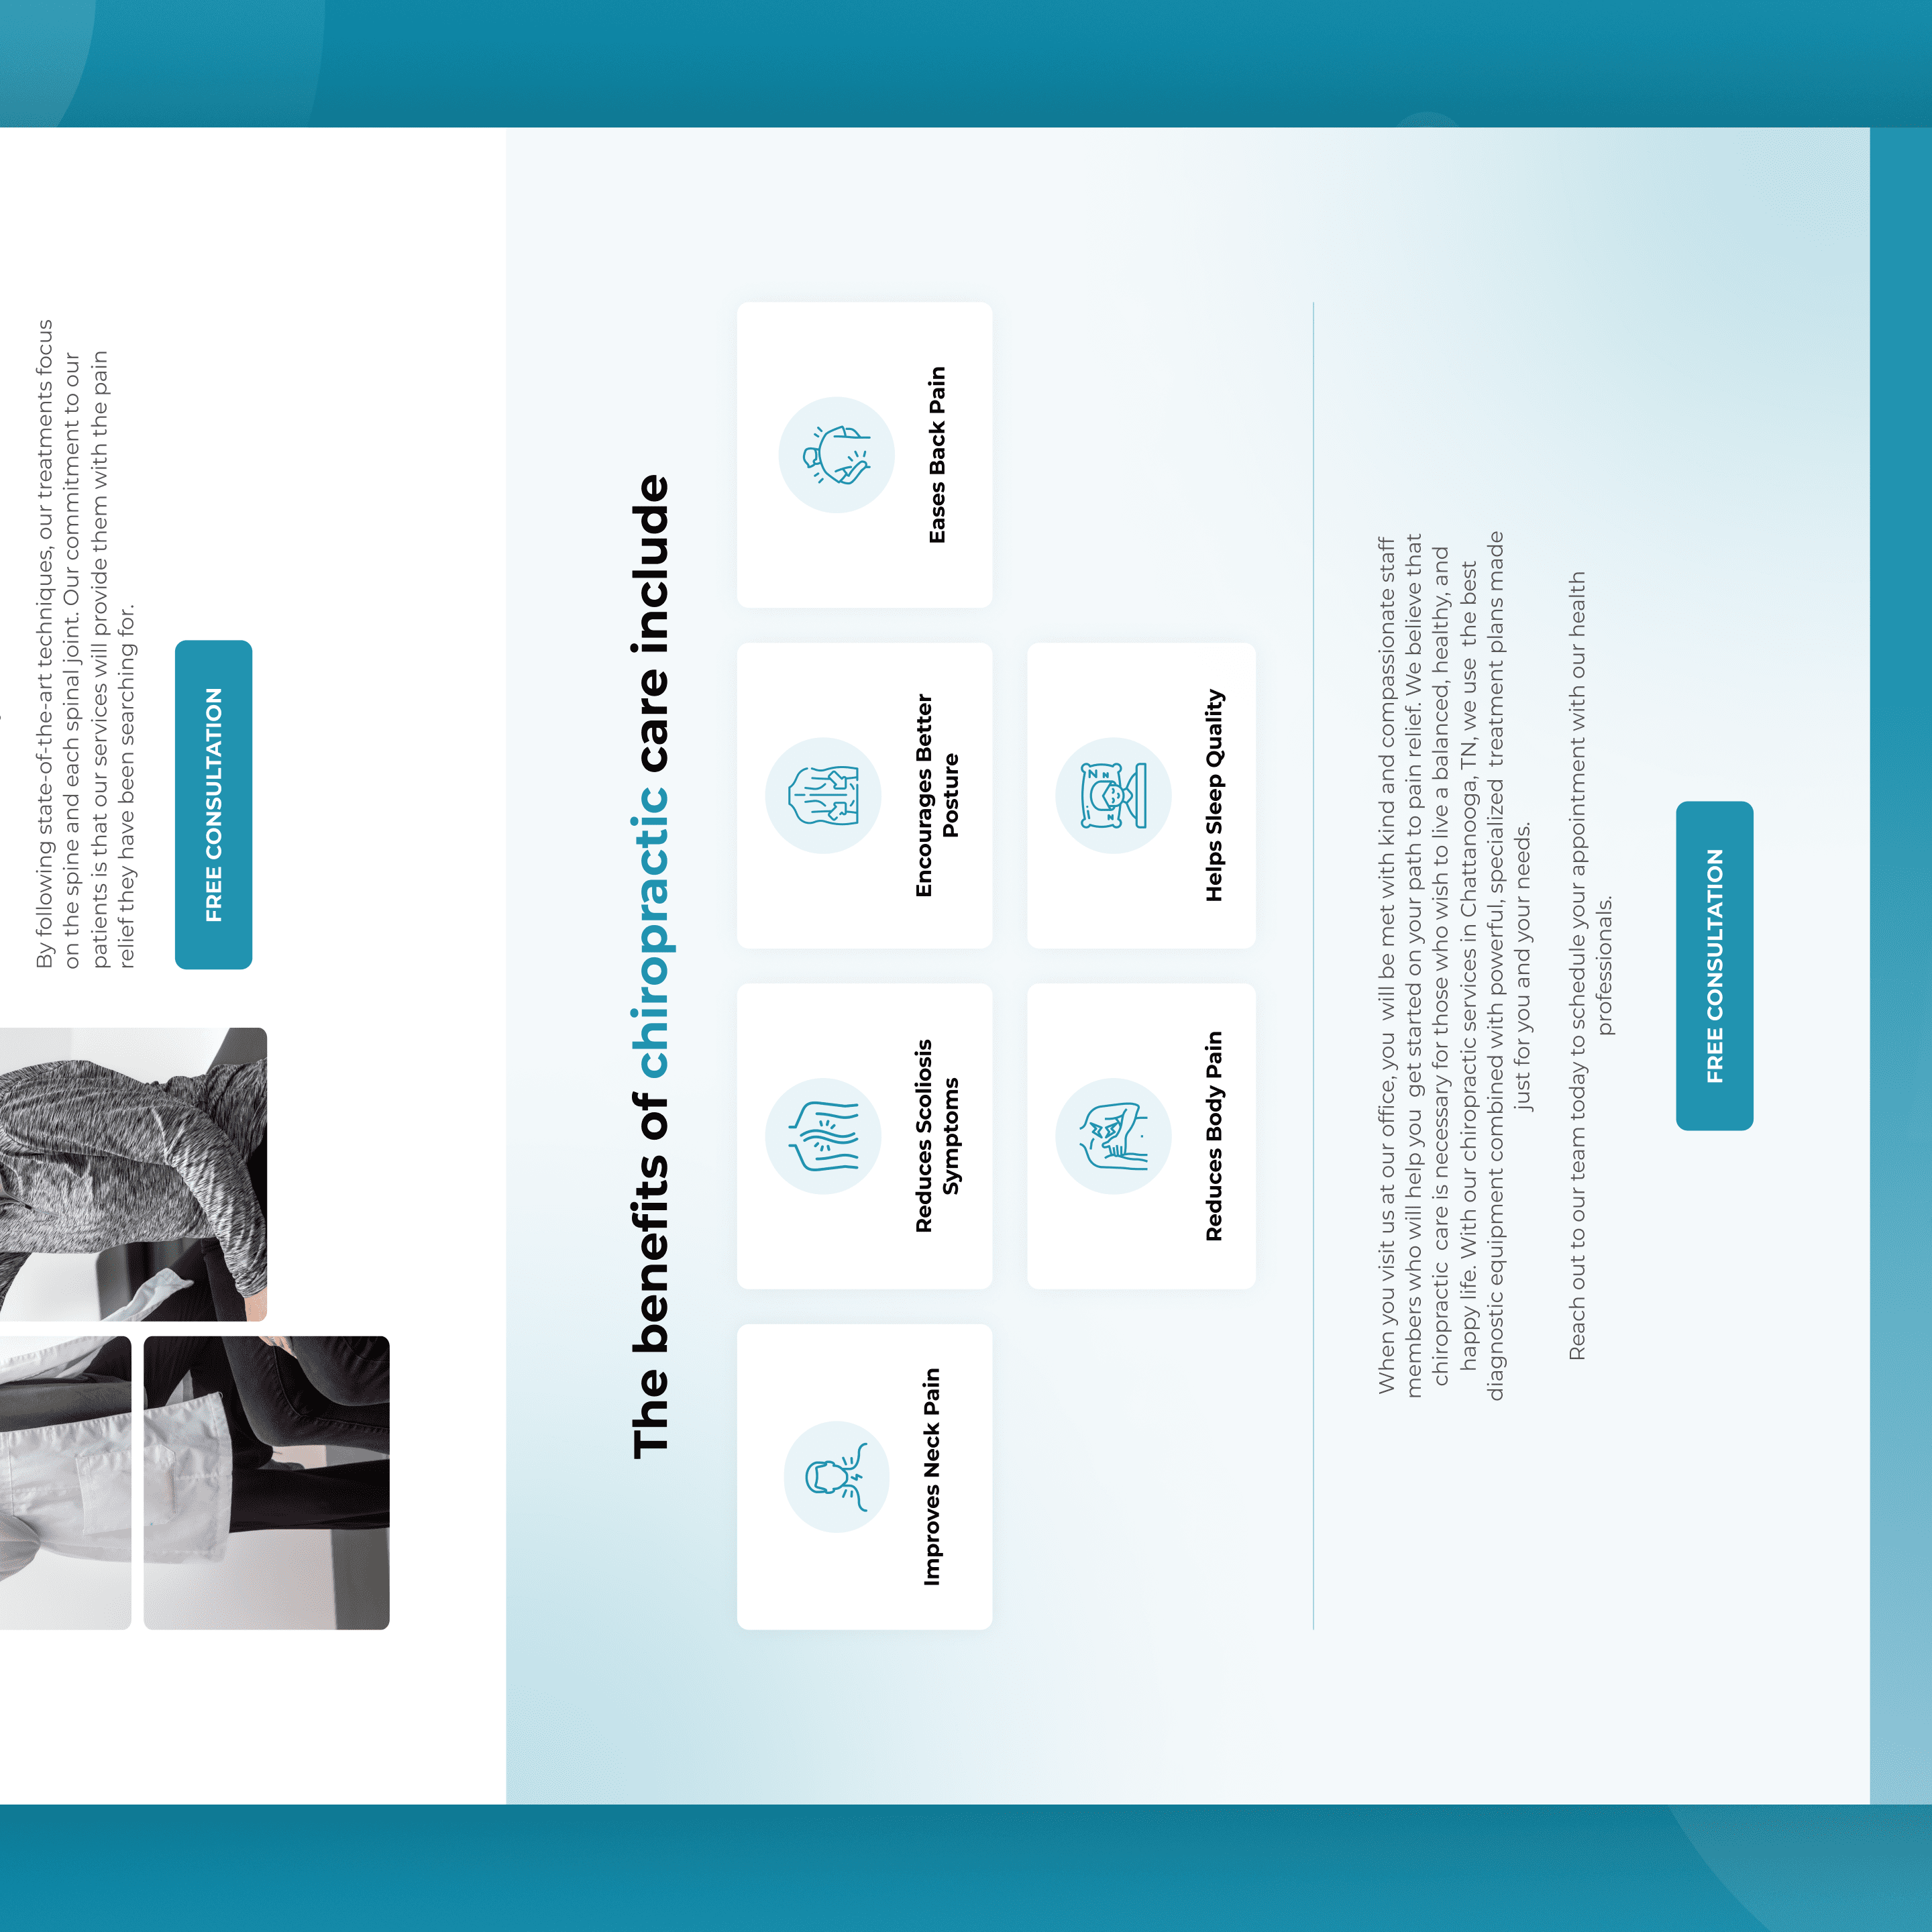 By following state-of-the-art techniques, our treatments focus
on the spine and each spinal joint. Our commitment to our
patients is that our services will provide them with the pain
relief they have been searching for.
FREE CONSULTATION
The benefits of chiropractic care include
Improves Neck Pain
Reduces Scoliosis
Symptoms
Encourages Better
Posture
Eases Back Pain
Reduces Body Pain
Helps Sleep Quality
When you visit us at our office, you will be met with kind and compassionate staff
members who will help you get started on your path to pain relief. We believe that
chiropractic care is necessary for those who wish to live a balanced, healthy, and
happy life. With our chiropractic services in Chattanooga, TN, we use the best
diagnostic equipment combined with powerful, specialized treatment plans made
just for you and your needs.
Reach out to our team today to schedule your appointment with our health
professionals.
FREE CONSULTATION